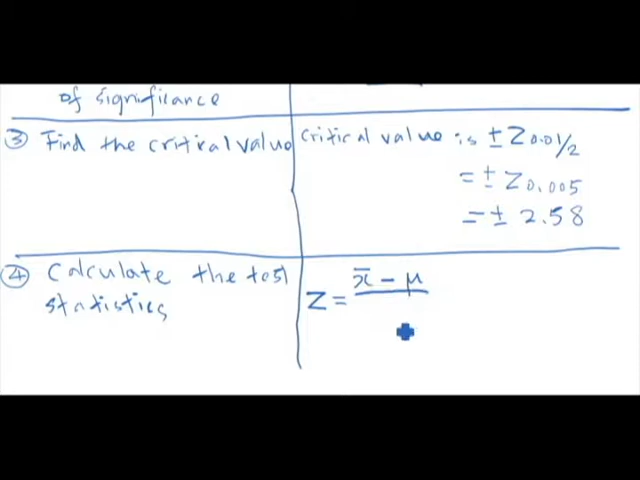 of significance
③ Find the critical value
critical value is ± Z0.01/2
= ± Z0.005
= ± 2.58
④ Calculate the test
statistics
Z = x̄ - μ